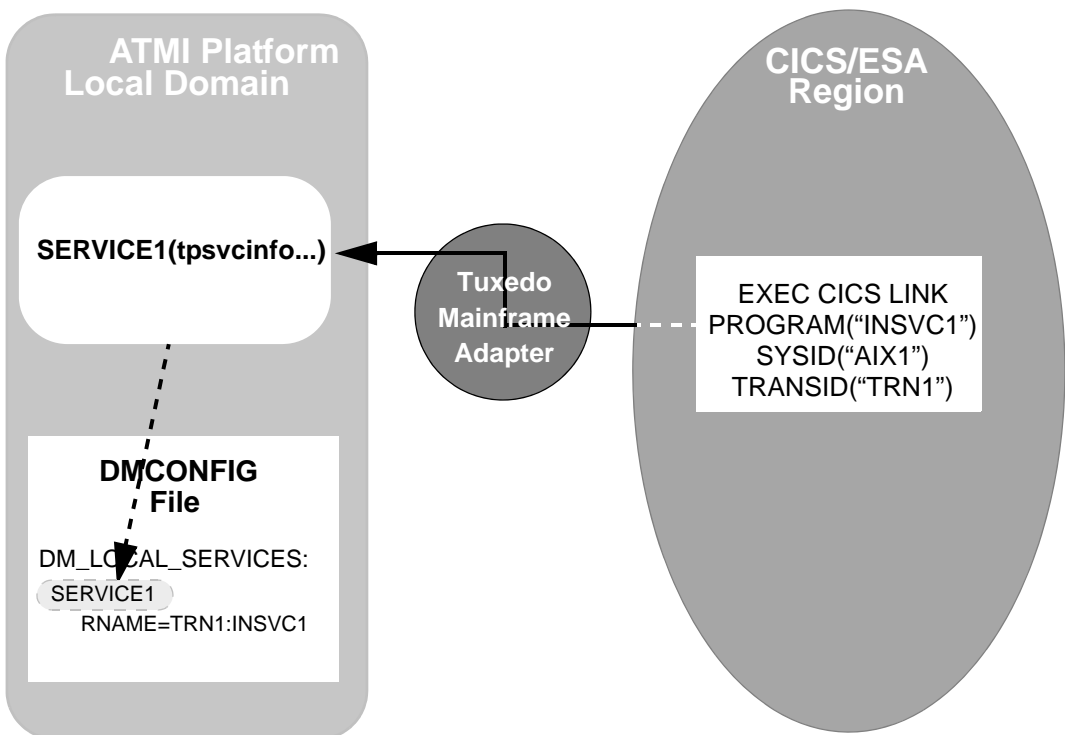 ATMI Platform
Local Domain
SERVICE1(tpsvcinfo...)
DMCONFIG
File
DM_LOCAL_SERVICES:
SERVICE1
RNAME=TRN1:INSVC1
Tuxedo
Mainframe
Adapter
CICS/ESA
Region
EXEC CICS LINK
PROGRAM(“INSVC1”)
SYSID(“AIX1”)
TRANSID(“TRN1”)